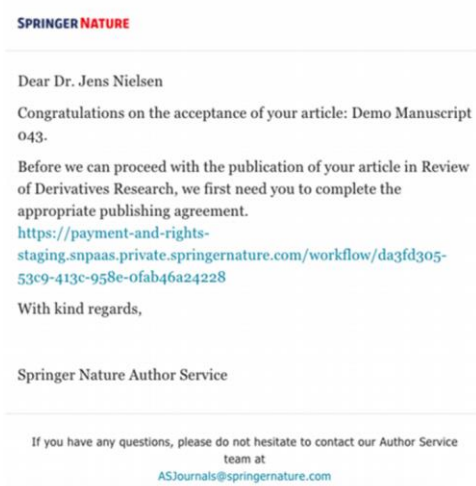 SPRINGER NATURE
Dear Dr. Jens Nielsen
Congratulations on the acceptance of your article: Demo Manuscript
043.
Before we can proceed with the publication of your article in Review
of Derivatives Research, we first need you to complete the
appropriate publishing agreement.
https://payment-and-rights-
staging.snpaas.private.springernature.com/workflow/da3fd305-
53c9-413c-958e-0fab46a24228
With kind regards,
Springer Nature Author Service
If you have any questions, please do not hesitate to contact our Author Service
team at
ASJournals@springernature.com